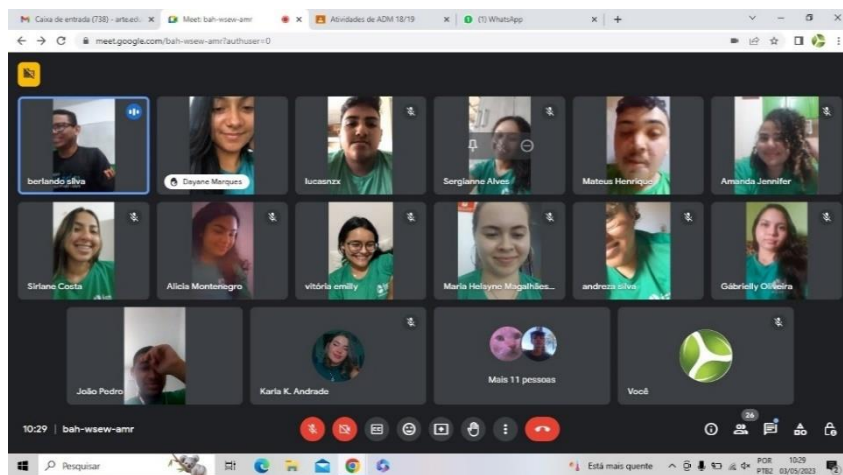 Caixa de entrada (738) - arte.ed.
Meet: bah-wsew-amr
Atividades de ADM 18/19
(1) WhatsApp
meet.google.com/bah-wsew-amr?authuser=0
berlando silva
Dayane Marques
lucasnzx
Sergianne Alves
Mateus Henrique
Amanda Jennifer
Sirlane Costa
Alicia Montenegro
vitória emilly
Maria Helayne Magalhães...
andreza silva
Gábrielly Oliveira
João Pedro
Karla K. Andrade
Mais 11 pessoas
Você
10:29 | bah-wsew-amr
26
Pesquisar
Está mais quente
POR
PTB2
10:29
03/05/2023